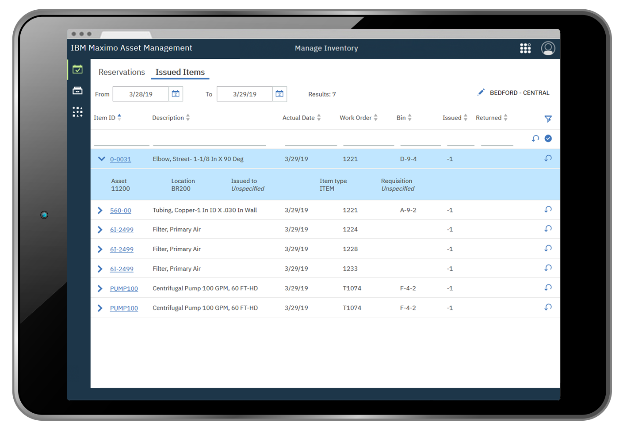 IBM Maximo Asset Management Manage Inventory
Reservations Issued Items
From 3/28/19 To 3/29/19 Results: 7 BEDFORD - CENTRAL
Item ID Description Actual Date Work Order Bin Issued Returned
0-0031 Elbow, Street- 1-1/8 In X 90 Deg 3/29/19 1221 D-9-4 -1
Asset Location Issued to Item type Requisition
11200 BR200 Unspecified ITEM Unspecified
560-00 Tubing, Copper-1 In ID X .030 In Wall 3/29/19 1221 A-9-2 -1
6I-2499 Filter, Primary Air 3/29/19 1224 -1
6I-2499 Filter, Primary Air 3/29/19 1228 -1
6I-2499 Filter, Primary Air 3/29/19 1233 -1
PUMP100 Centrifugal Pump 100 GPM, 60 FT-HD 3/29/19 T1074 F-4-2 -1
PUMP100 Centrifugal Pump 100 GPM, 60 FT-HD 3/29/19 T1074 F-4-2 -1